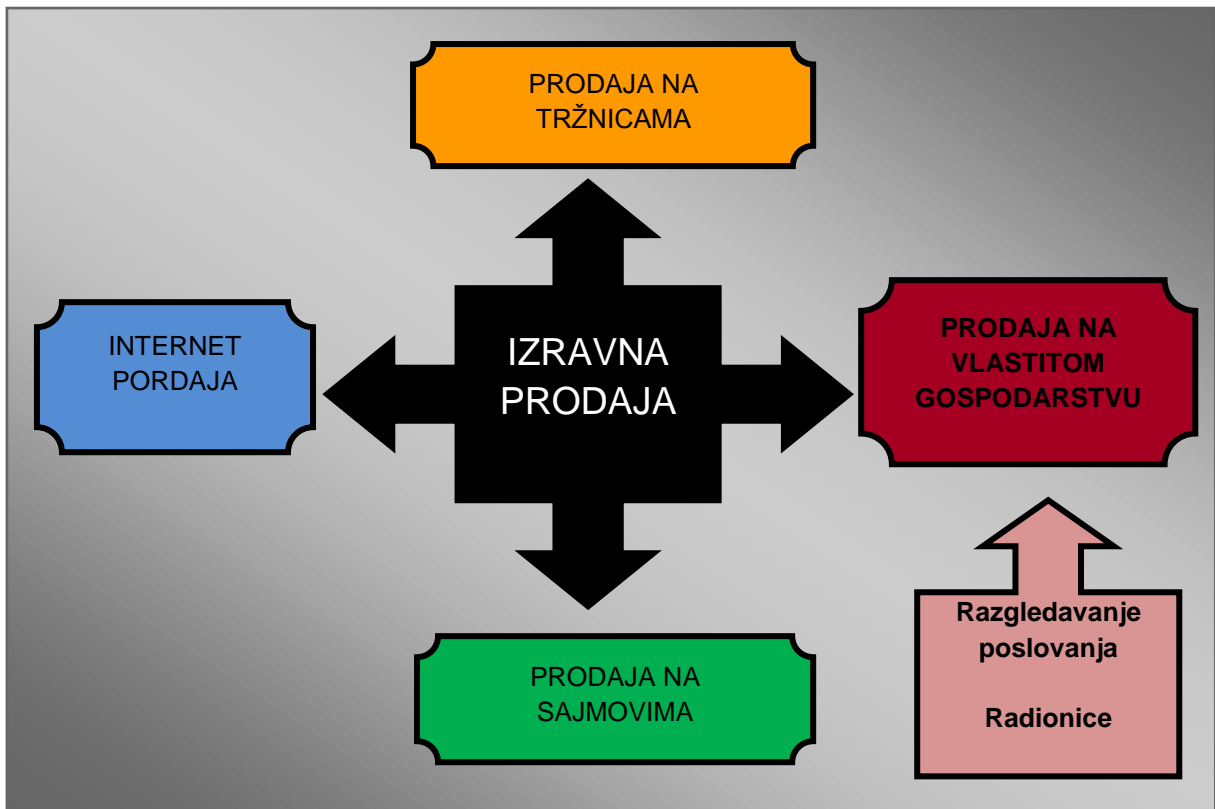 PRODAJA NA
TRŽNICAMA
INTERNET
PORDAJA
IZRAVNA
PRODAJA
PRODAJA NA
VLASTITOM
GOSPODARSTVU
PRODAJA NA
SAJMOVIMA
Razgledavanje
poslovanja
Radionice